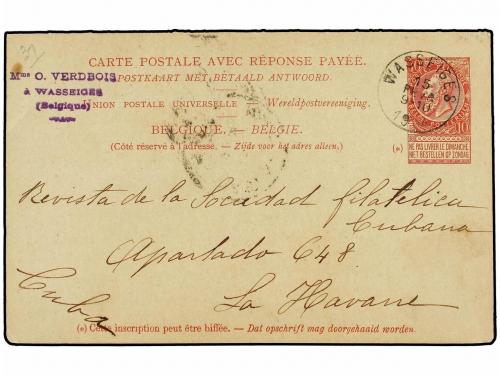 37
CARTE POSTALE AVEC RÉPONSE PAYÉE.
POSTKAART MET BETAALD ANTWOORD.
Mme O. VERDBOIS
à WASSEIGES
(Belgique)
Union postale universelle. Wereldpostvereeniging.
BELGIQUE. — BELGIË.
(Côté réservé à l'adresse. — Zijde voor het adres alleen.)
(*)
WASSEIGES
10
NE PAS LIVRER LE DIMANCHE
NIET BESTELLEN OP ZONDAG
Revista de la Sociedad filatelica
Cubana
Apartado 648
La Havane
Cuba
(*) Cette inscription peut être biffée. — Dat opschrift mag doorgehaald worden.